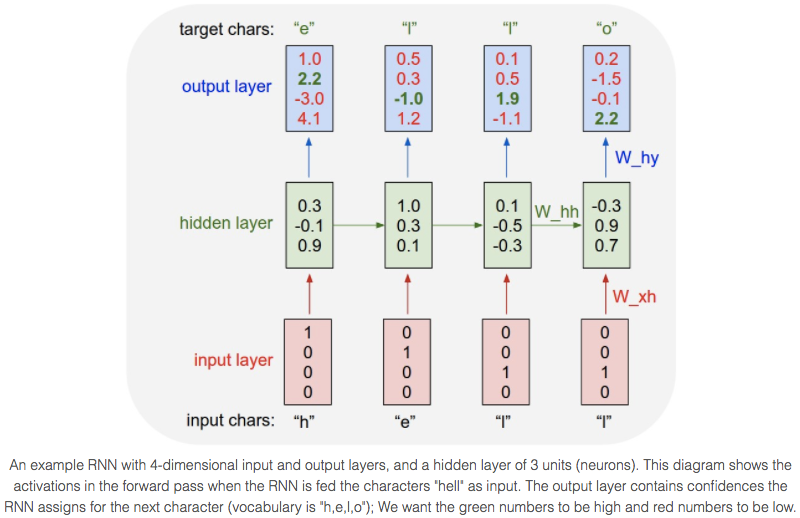 target chars: “e” “l” “l” “o”
output layer
1.0 0.5 0.1 0.2
2.2 0.3 0.5 -1.5
-3.0 -1.0 1.9 -0.1
4.1 1.2 -1.1 2.2
W_hy
hidden layer
0.3 1.0 0.1 -0.3
-0.1 0.3 -0.5 0.9
0.9 0.1 -0.3 0.7
W_hh
W_xh
input layer
1 0 0 0
0 1 0 0
0 0 1 1
0 0 0 0
input chars: “h” “e” “l” “l”
An example RNN with 4-dimensional input and output layers, and a hidden layer of 3 units (neurons). This diagram shows the
activations in the forward pass when the RNN is fed the characters "hell" as input. The output layer contains confidences the
RNN assigns for the next character (vocabulary is "h,e,l,o"); We want the green numbers to be high and red numbers to be low.